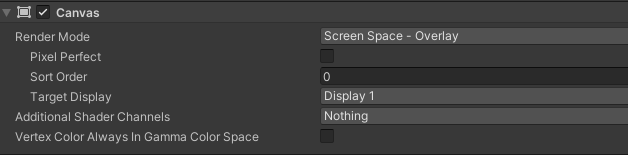 Canvas
Render Mode Screen Space - Overlay
Pixel Perfect
Sort Order 0
Target Display Display 1
Additional Shader Channels Nothing
Vertex Color Always In Gamma Color Space